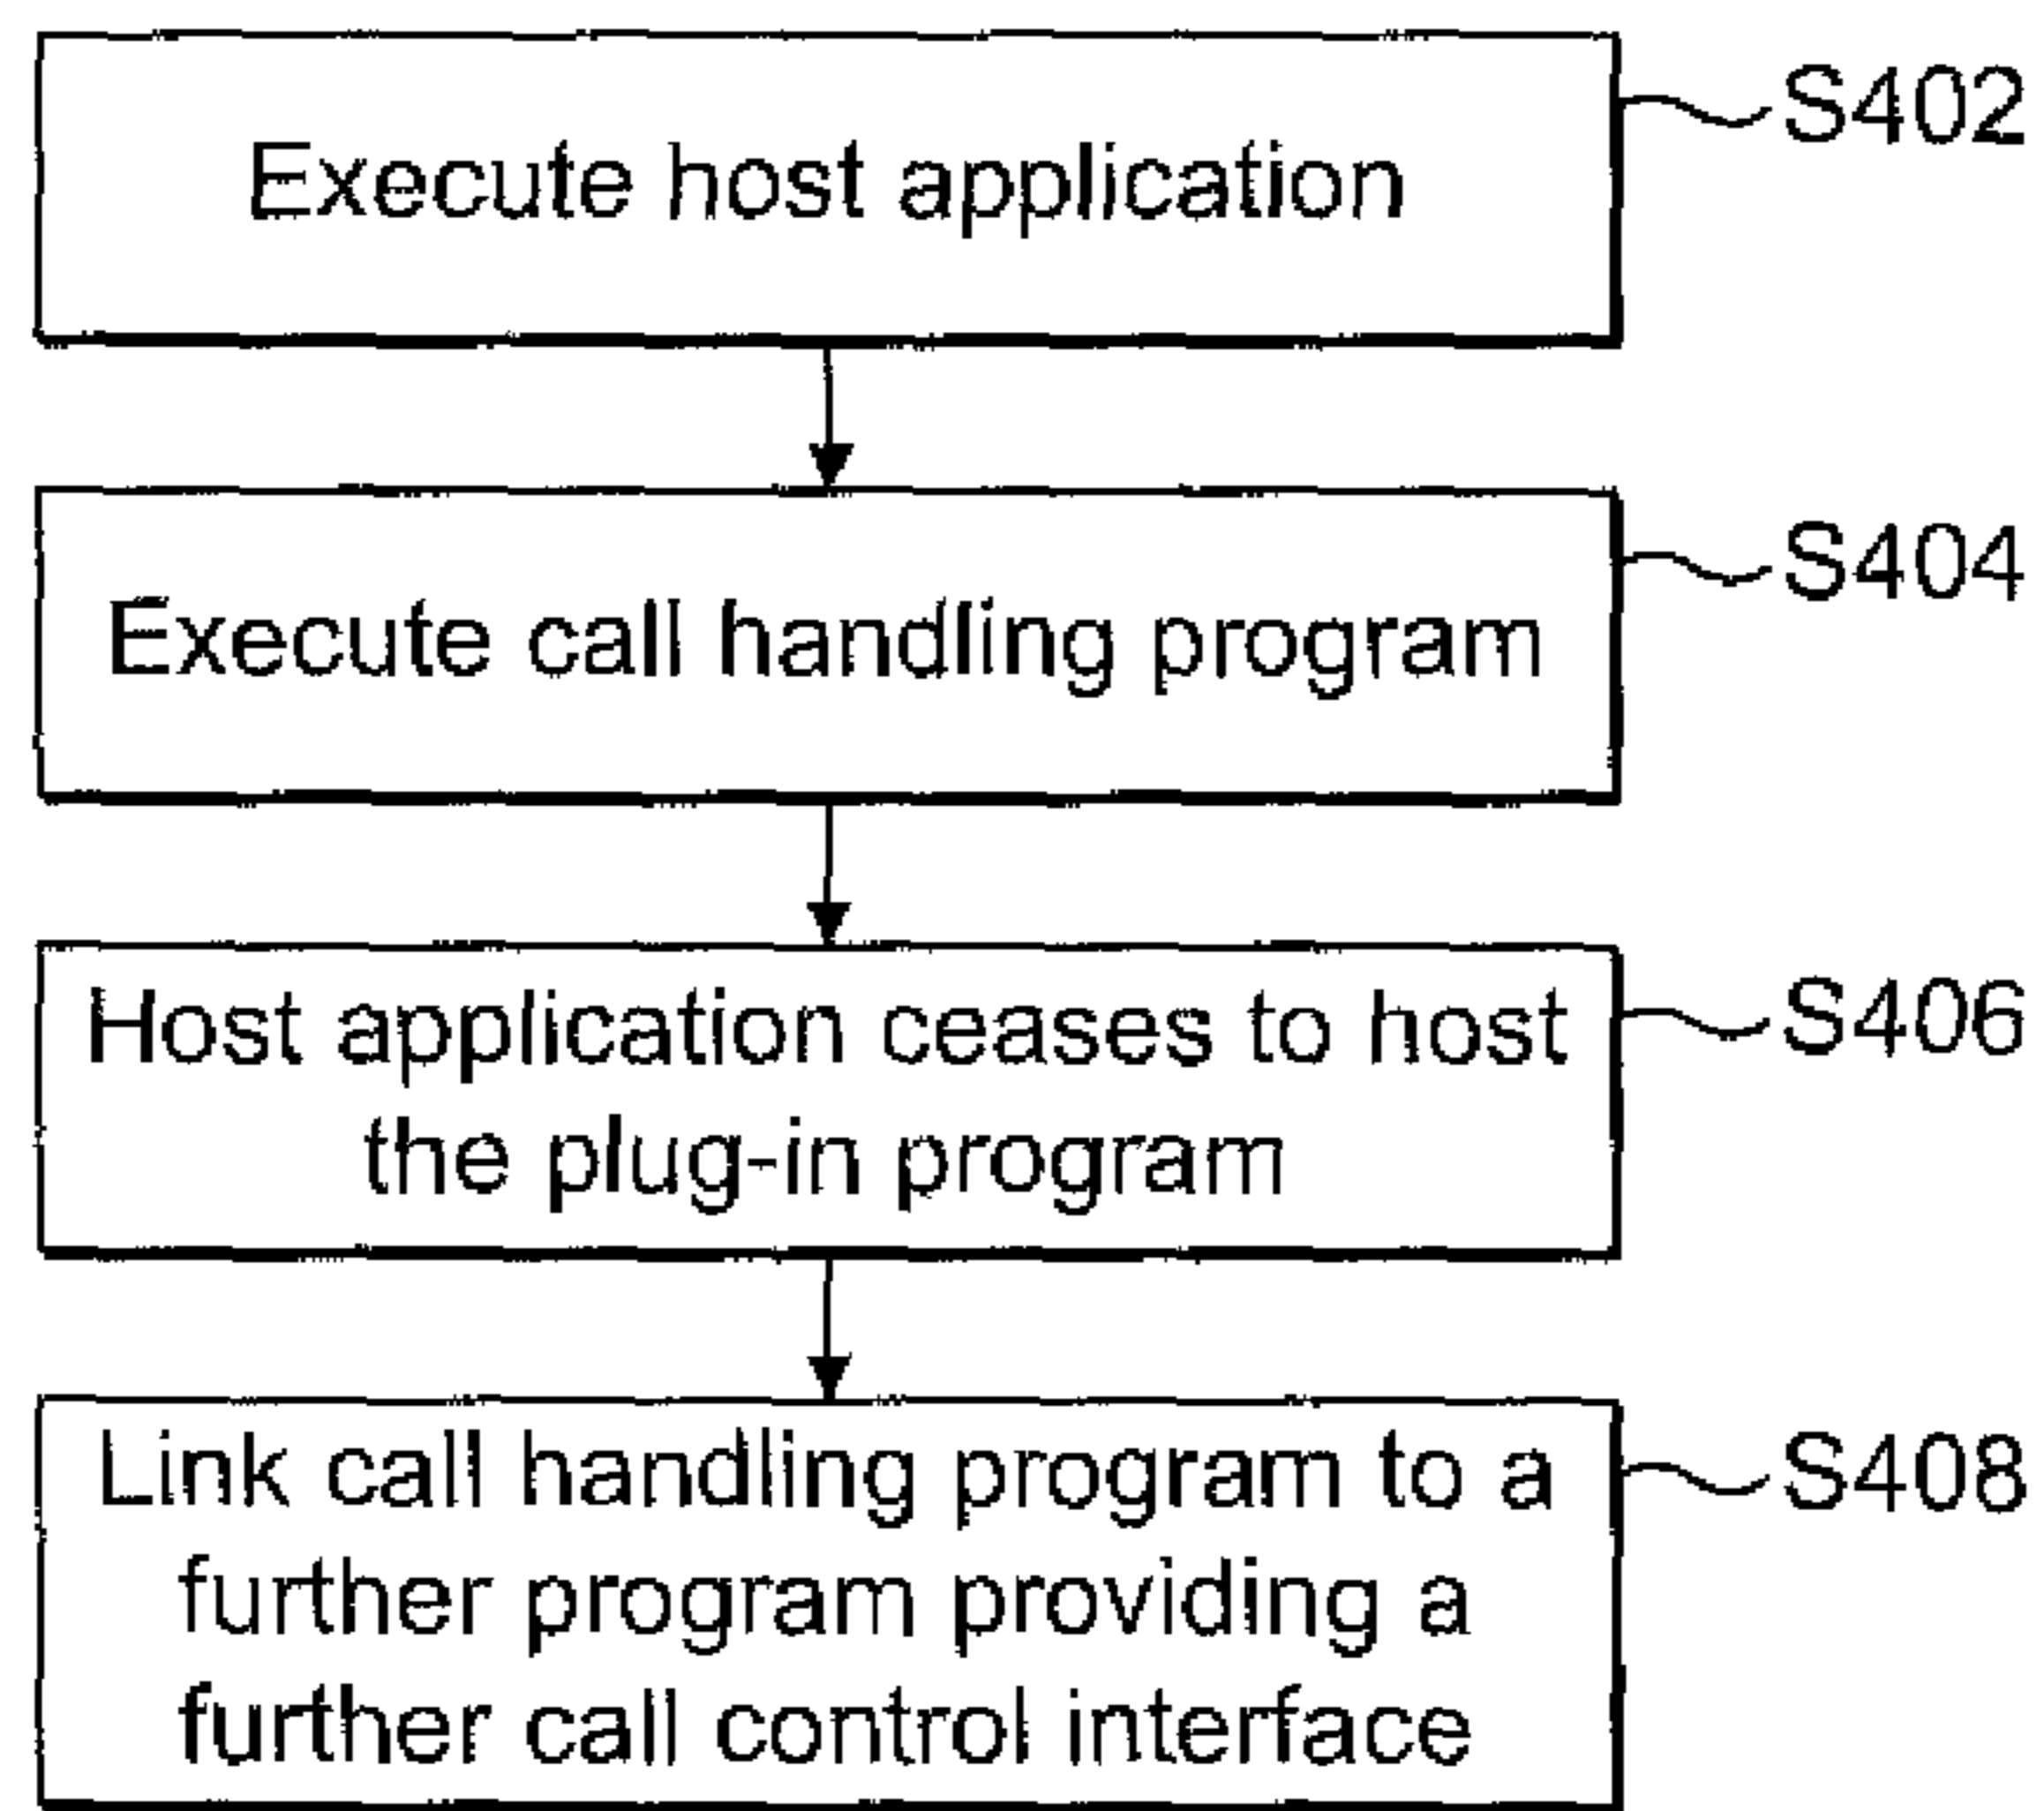 Execute host application
S402
Execute call handling program
S404
Host application ceases to host
the plug-in program
S406
Link call handling program to a
further program providing a
further call control interface
S408